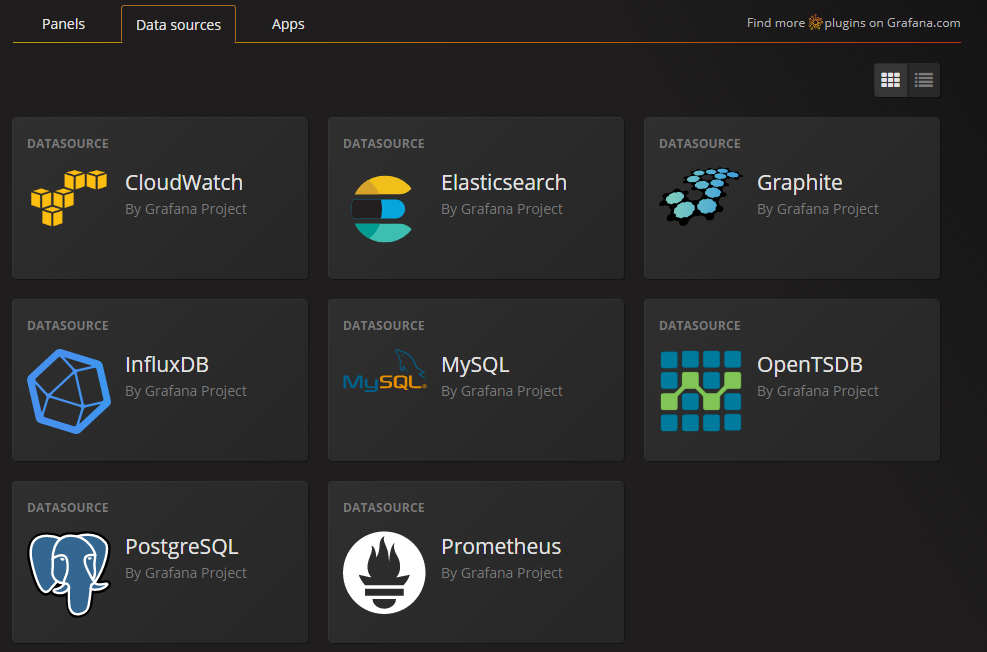 Panels
Data sources
Apps
Find more plugins on Grafana.com
DATASOURCE
CloudWatch
By Grafana Project
DATASOURCE
Elasticsearch
By Grafana Project
DATASOURCE
Graphite
By Grafana Project
DATASOURCE
InfluxDB
By Grafana Project
DATASOURCE
MySQL
MySQL
By Grafana Project
DATASOURCE
OpenTSDB
By Grafana Project
DATASOURCE
PostgreSQL
By Grafana Project
DATASOURCE
Prometheus
By Grafana Project